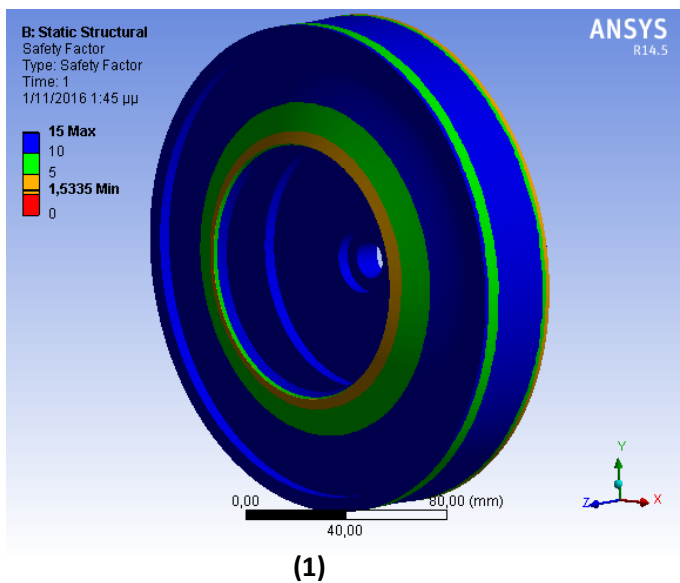 B: Static Structural
Safety Factor
Type: Safety Factor
Time: 1
1/11/2016 1:45 μμ
15 Max
10
5
1,5335 Min
0
ANSYS
R14.5
Y
Z
X
0,00
80,00 (mm)
40,00
(1)